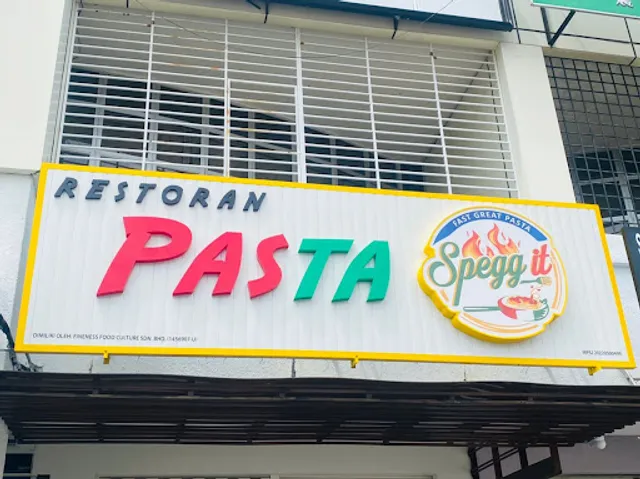 RESTORAN
PASTA
FAST GREAT PASTA
Spegg it
DIMILIKI OLEH: FINENESS FOOD CULTURE SDN. BHD.